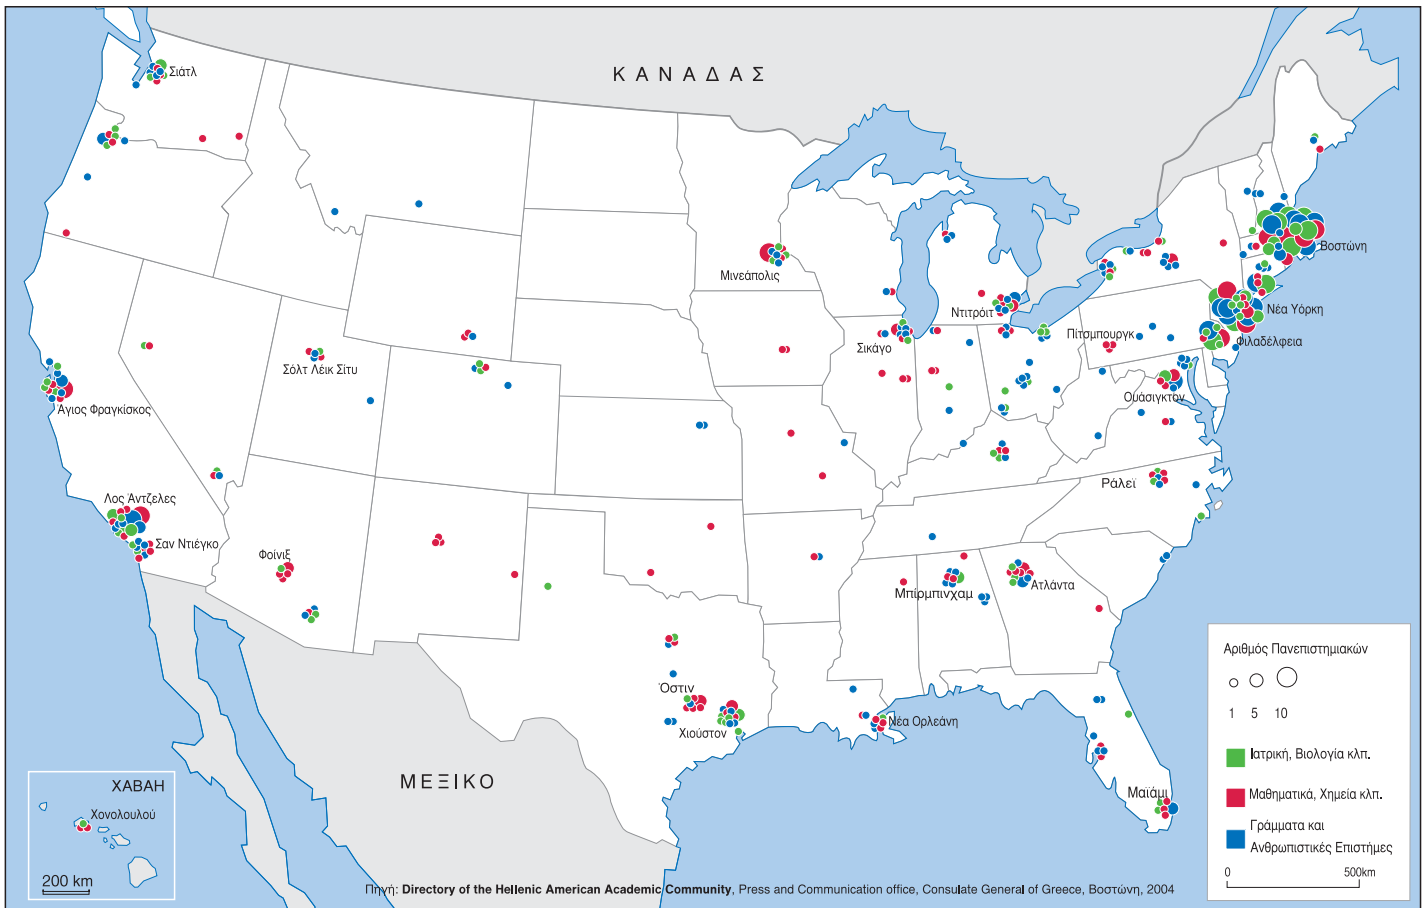 ΚΑΝΑΔΑΣ
Σιάτλ
Βοστώνη
Μινεάπολις
Ντιτρόιτ
Νέα Υόρκη
Πίτσμπουργκ
Φιλαδέλφεια
Σικάγο
Σόλτ Λέικ Σίτυ
Άγιος Φραγκίσκος
Ουάσιγκτον
Ράλεϊ
Λος Άντζελες
Σαν Ντιέγκο
Φοίνιξ
Μπίρμπινχαμ
Ατλάντα
Όστιν
Χιούστον
Νέα Ορλεάνη
Μαϊάμι
ΜΕΞΙΚΟ
ΧΑΒΑΗ
Χονολουλού
200 km
Αριθμός Πανεπιστημιακών
1 5 10
Ιατρική, Βιολογία κλπ.
Μαθηματικά, Χημεία κλπ.
Γράμματα και
Ανθρωπιστικές Επιστήμες
0 500km
Πηγή: Directory of the Hellenic American Academic Community, Press and Communication office, Consulate General of Greece, Βοστώνη, 2004